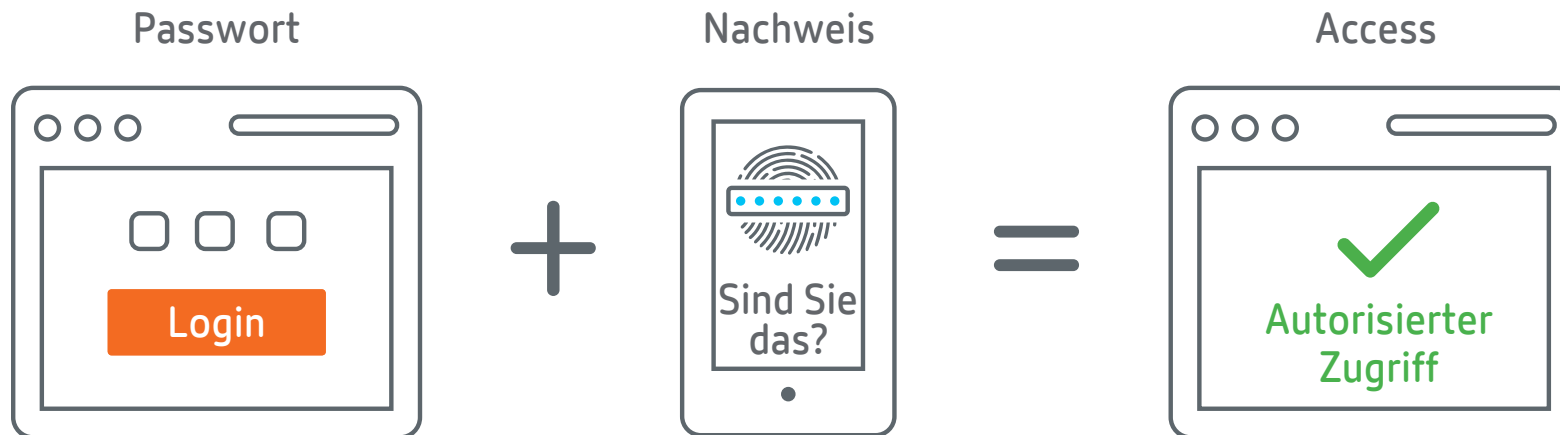 Passwort
Nachweis
Access
Login
Sind Sie
das?
Autorisierter
Zugriff